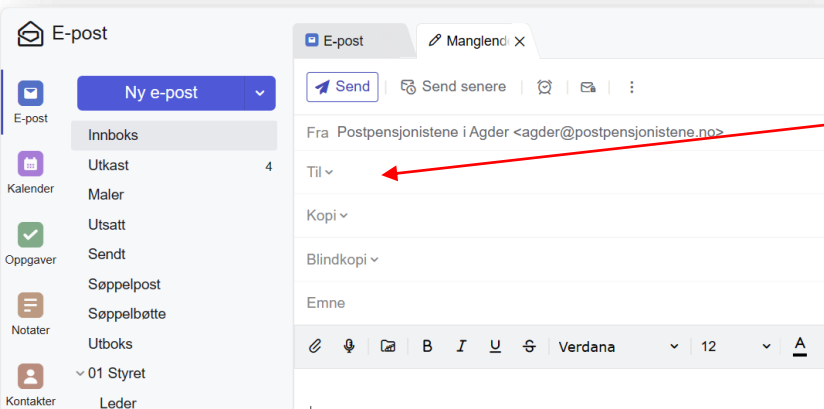 E-post
E-post
Manglend
Ny e-post
Send
Send senere
E-post
Innboks
Fra Postpensjonistene i Agder <agder@postpensjonistene.no>
Utkast 4
Til
Kalender
Maler
Utsatt
Kopi
Sendt
Oppgaver
Blindkopi
Søppelpost
Søppelbøtte
Emne
Notater
Utboks
B I U S Verdana 12 A
01 Styret
Kontakter
Leder